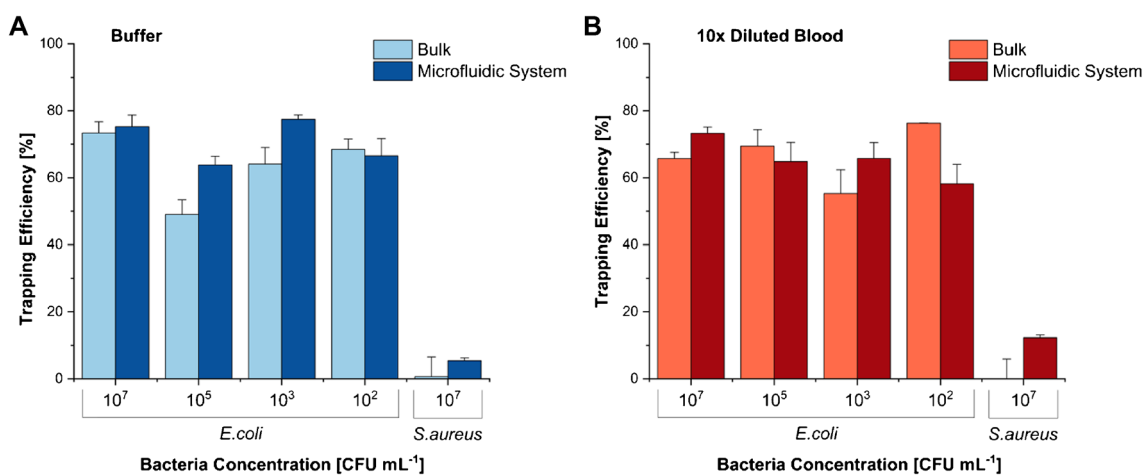 A
Buffer
Bulk
Microfluidic System
Trapping Efficiency [%]
100
80
60
40
20
0
10⁷ 10⁵ 10³ 10² 10⁷
E.coli S.aureus
Bacteria Concentration [CFU mL⁻¹]
B
10x Diluted Blood
Bulk
Microfluidic System
Trapping Efficiency [%]
100
80
60
40
20
0
10⁷ 10⁵ 10³ 10² 10⁷
E.coli S.aureus
Bacteria Concentration [CFU mL⁻¹]